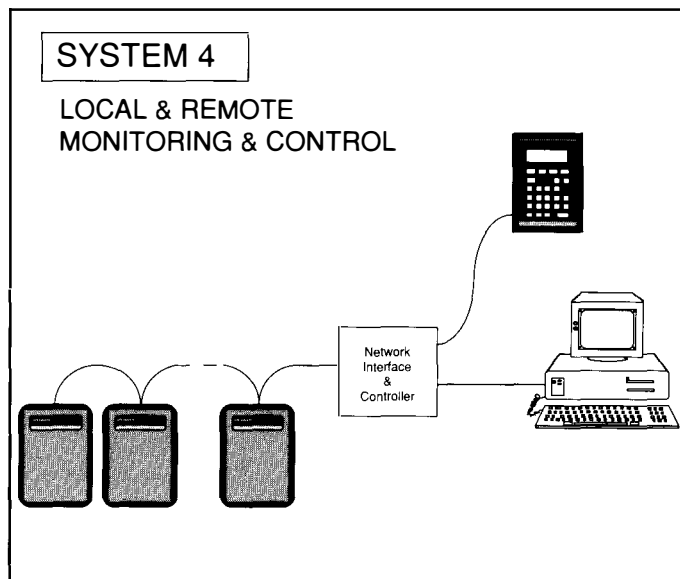 SYSTEM 4
LOCAL & REMOTE
MONITORING & CONTROL
Network
Interface
&
Controller